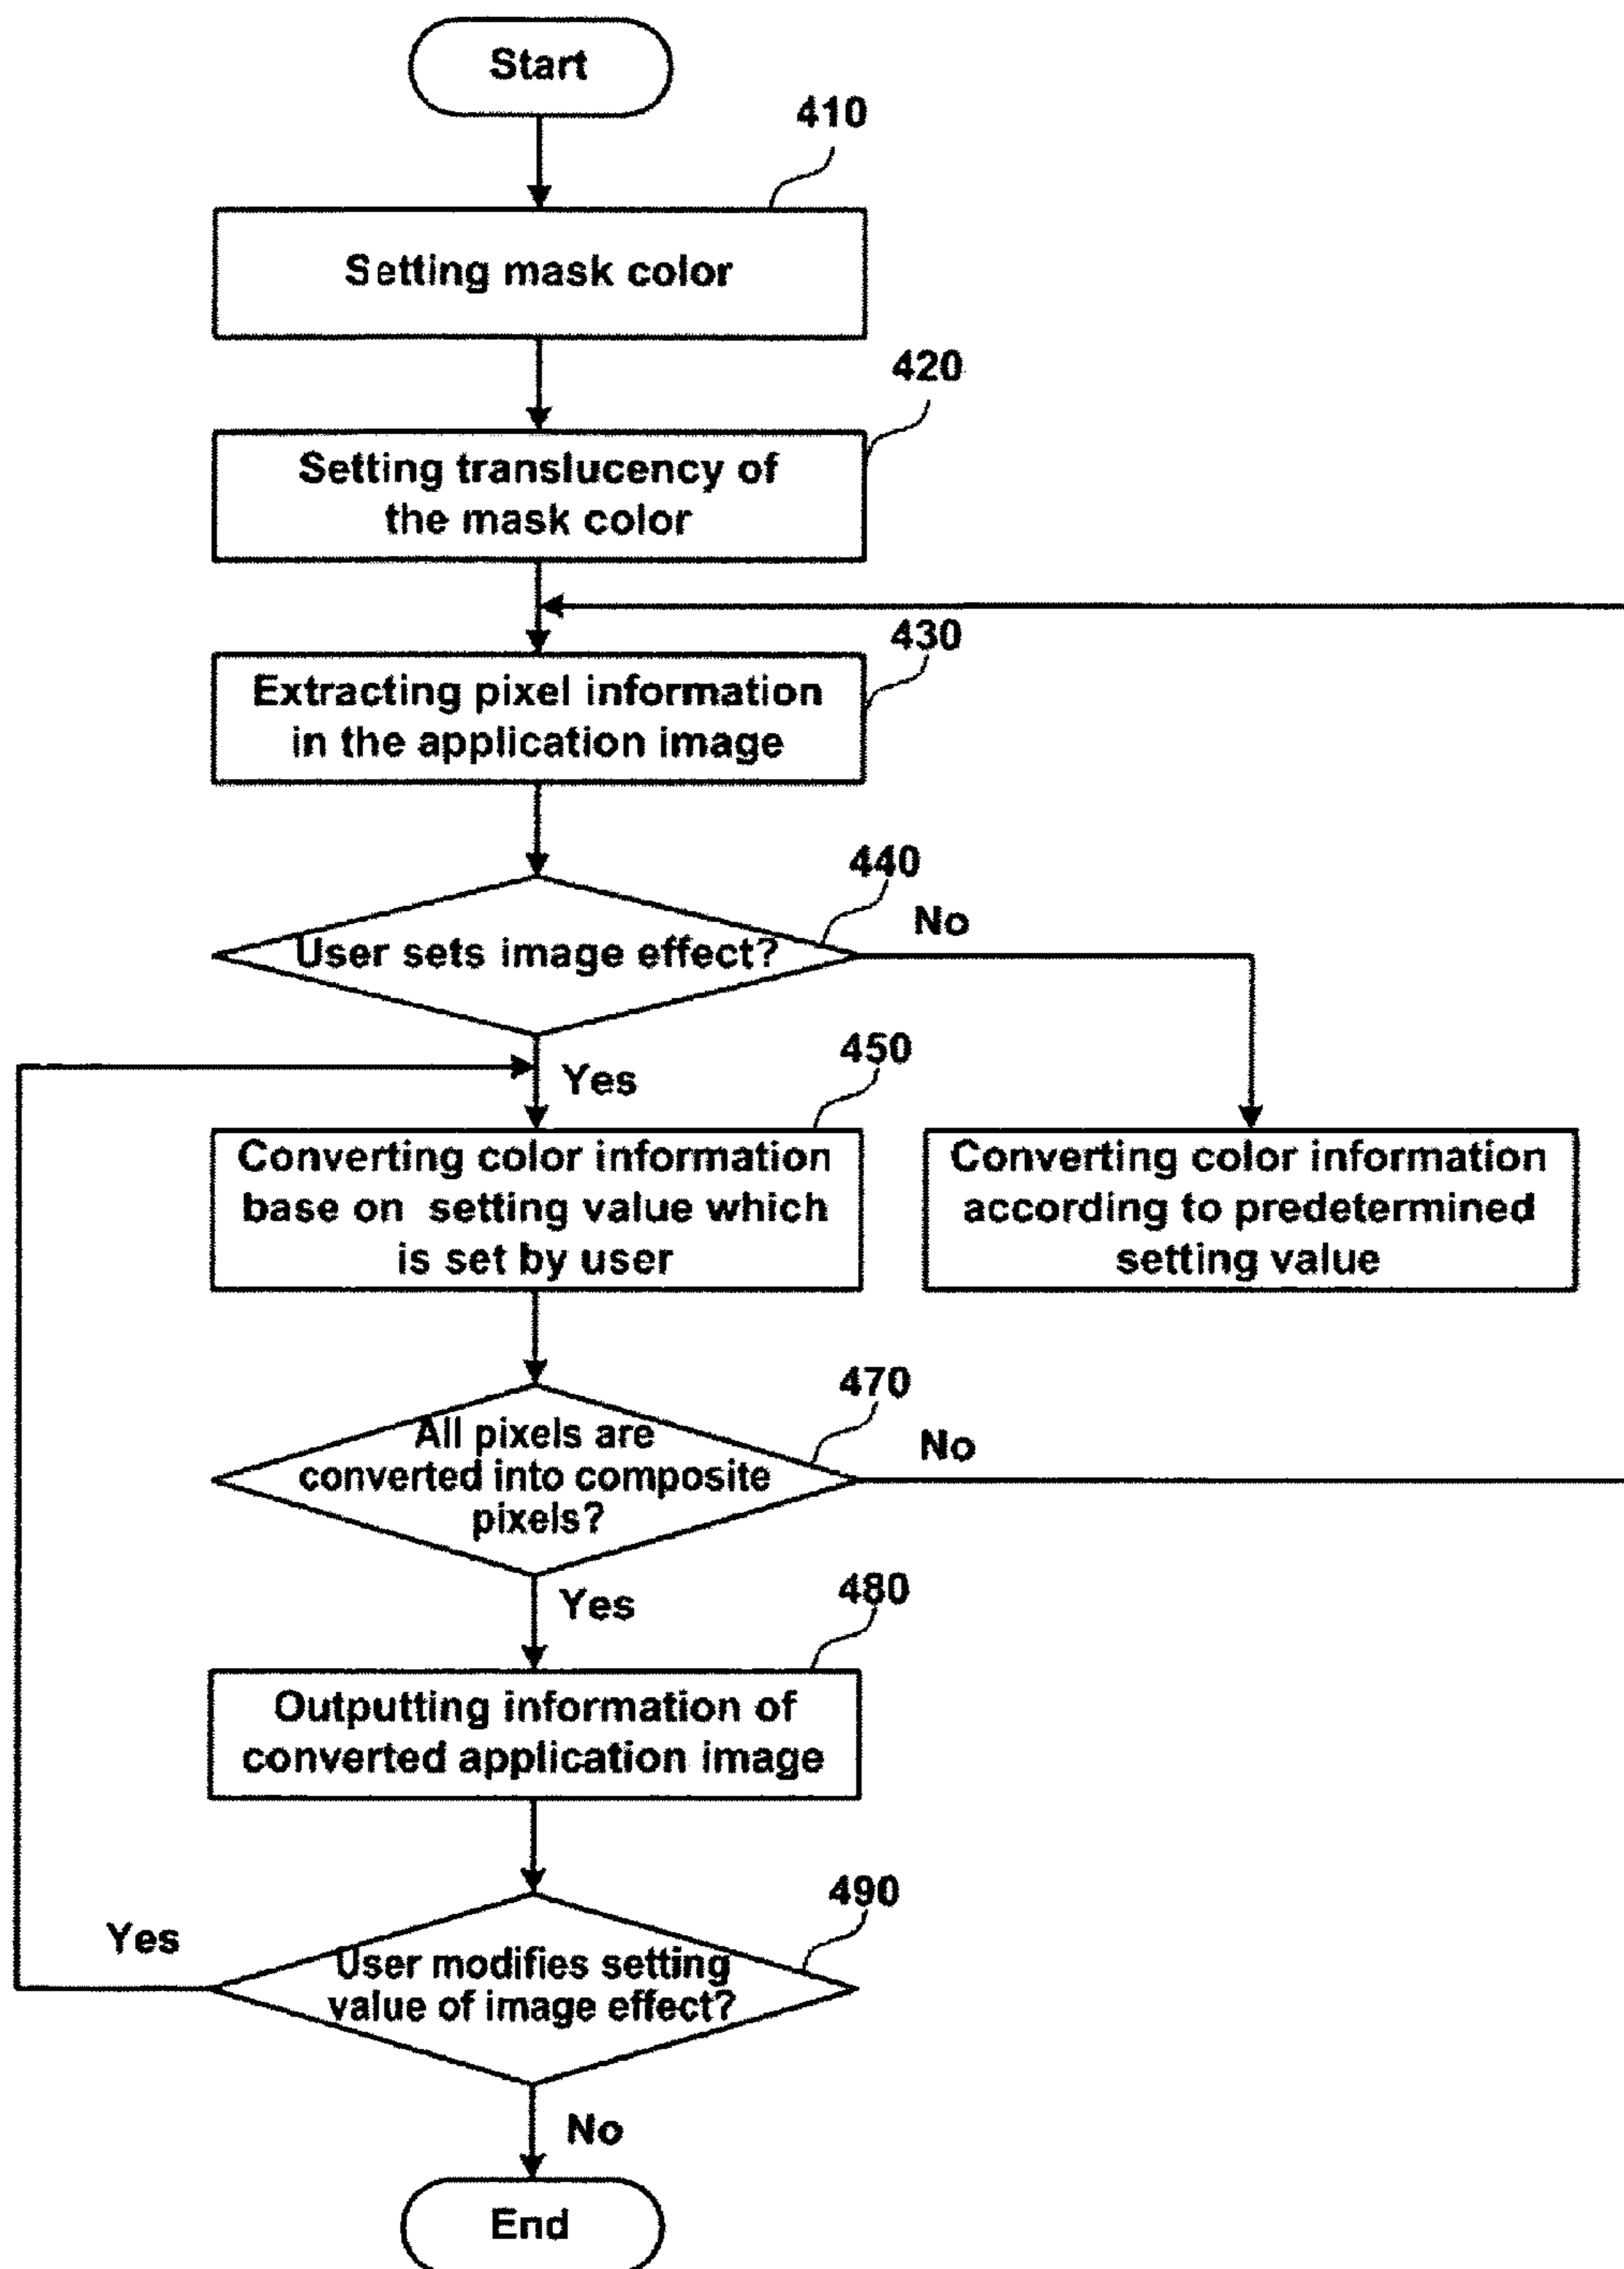 Start
410
Setting mask color
420
Setting translucency of
the mask color
430
Extracting pixel information
in the application image
440
User sets image effect?
No
Yes
450
Converting color information
base on setting value which
is set by user
Converting color information
according to predetermined
setting value
470
All pixels are
converted into composite
pixels?
No
Yes
480
Outputting information of
converted application image
490
Yes
User modifies setting
value of image effect?
No
End